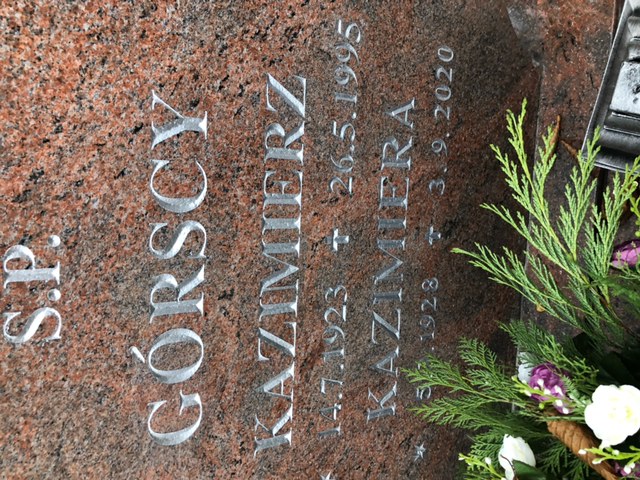 Ś.P.
GÓRSCY
KAZIMIERZ
* 14.7.1923 ✝ 26.5.1995
KAZIMIERA
* 1928 ✝ 3.9.2020